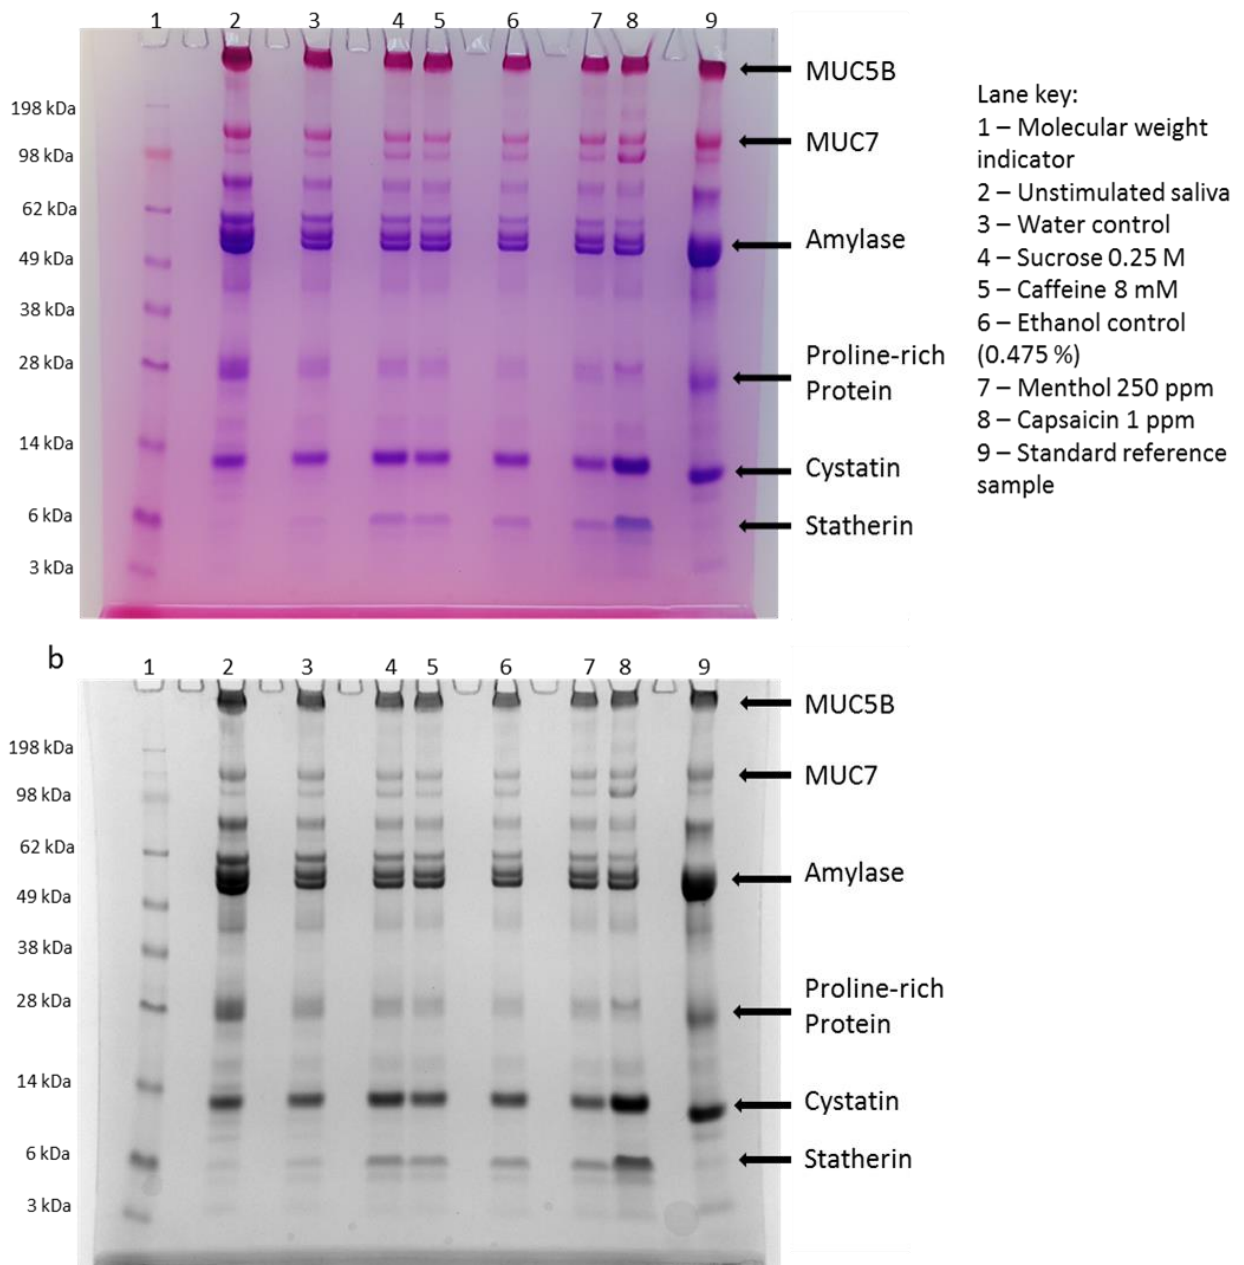 1 2 3 4 5 6 7 8 9
MUC5B
198 kDa
MUC7
98 kDa
62 kDa
Amylase
49 kDa
38 kDa
Proline-rich
Protein
28 kDa
14 kDa
Cystatin
6 kDa
Statherin
3 kDa
Lane key:
1 – Molecular weight
indicator
2 – Unstimulated saliva
3 – Water control
4 – Sucrose 0.25 M
5 – Caffeine 8 mM
6 – Ethanol control
(0.475 %)
7 – Menthol 250 ppm
8 – Capsaicin 1 ppm
9 – Standard reference
sample
b
1 2 3 4 5 6 7 8 9
MUC5B
198 kDa
MUC7
98 kDa
62 kDa
Amylase
49 kDa
38 kDa
Proline-rich
Protein
28 kDa
14 kDa
Cystatin
6 kDa
Statherin
3 kDa